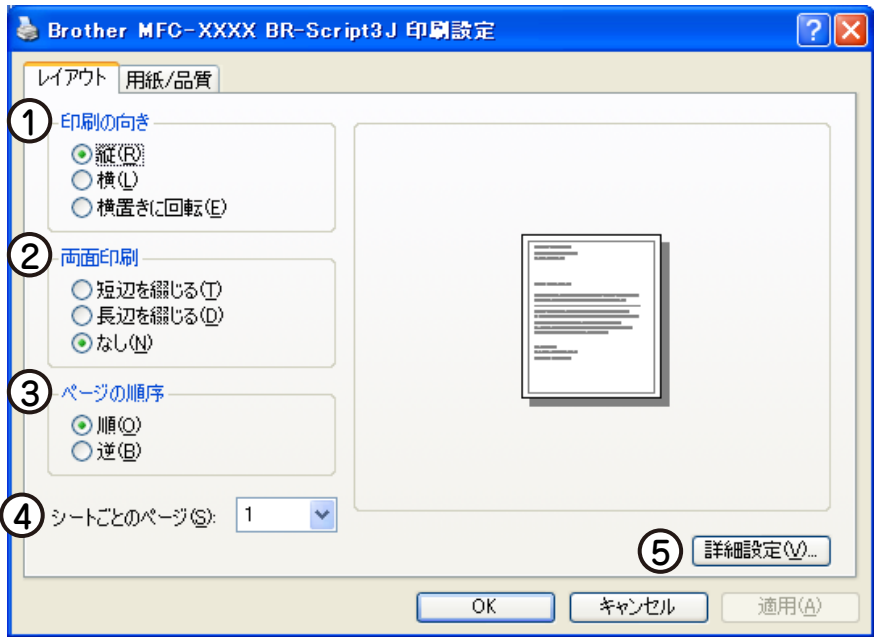 Brother MFC-XXXX BR-Script3J 印刷設定
レイアウト 用紙/品質
① 印刷の向き
縦(R)
横(L)
横置きに回転(E)
② 両面印刷
短辺を綴じる(T)
長辺を綴じる(D)
なし(N)
③ ページの順序
順(O)
逆(B)
④ シートごとのページ(S): 1
⑤ 詳細設定(V)...
OK キャンセル 適用(A)